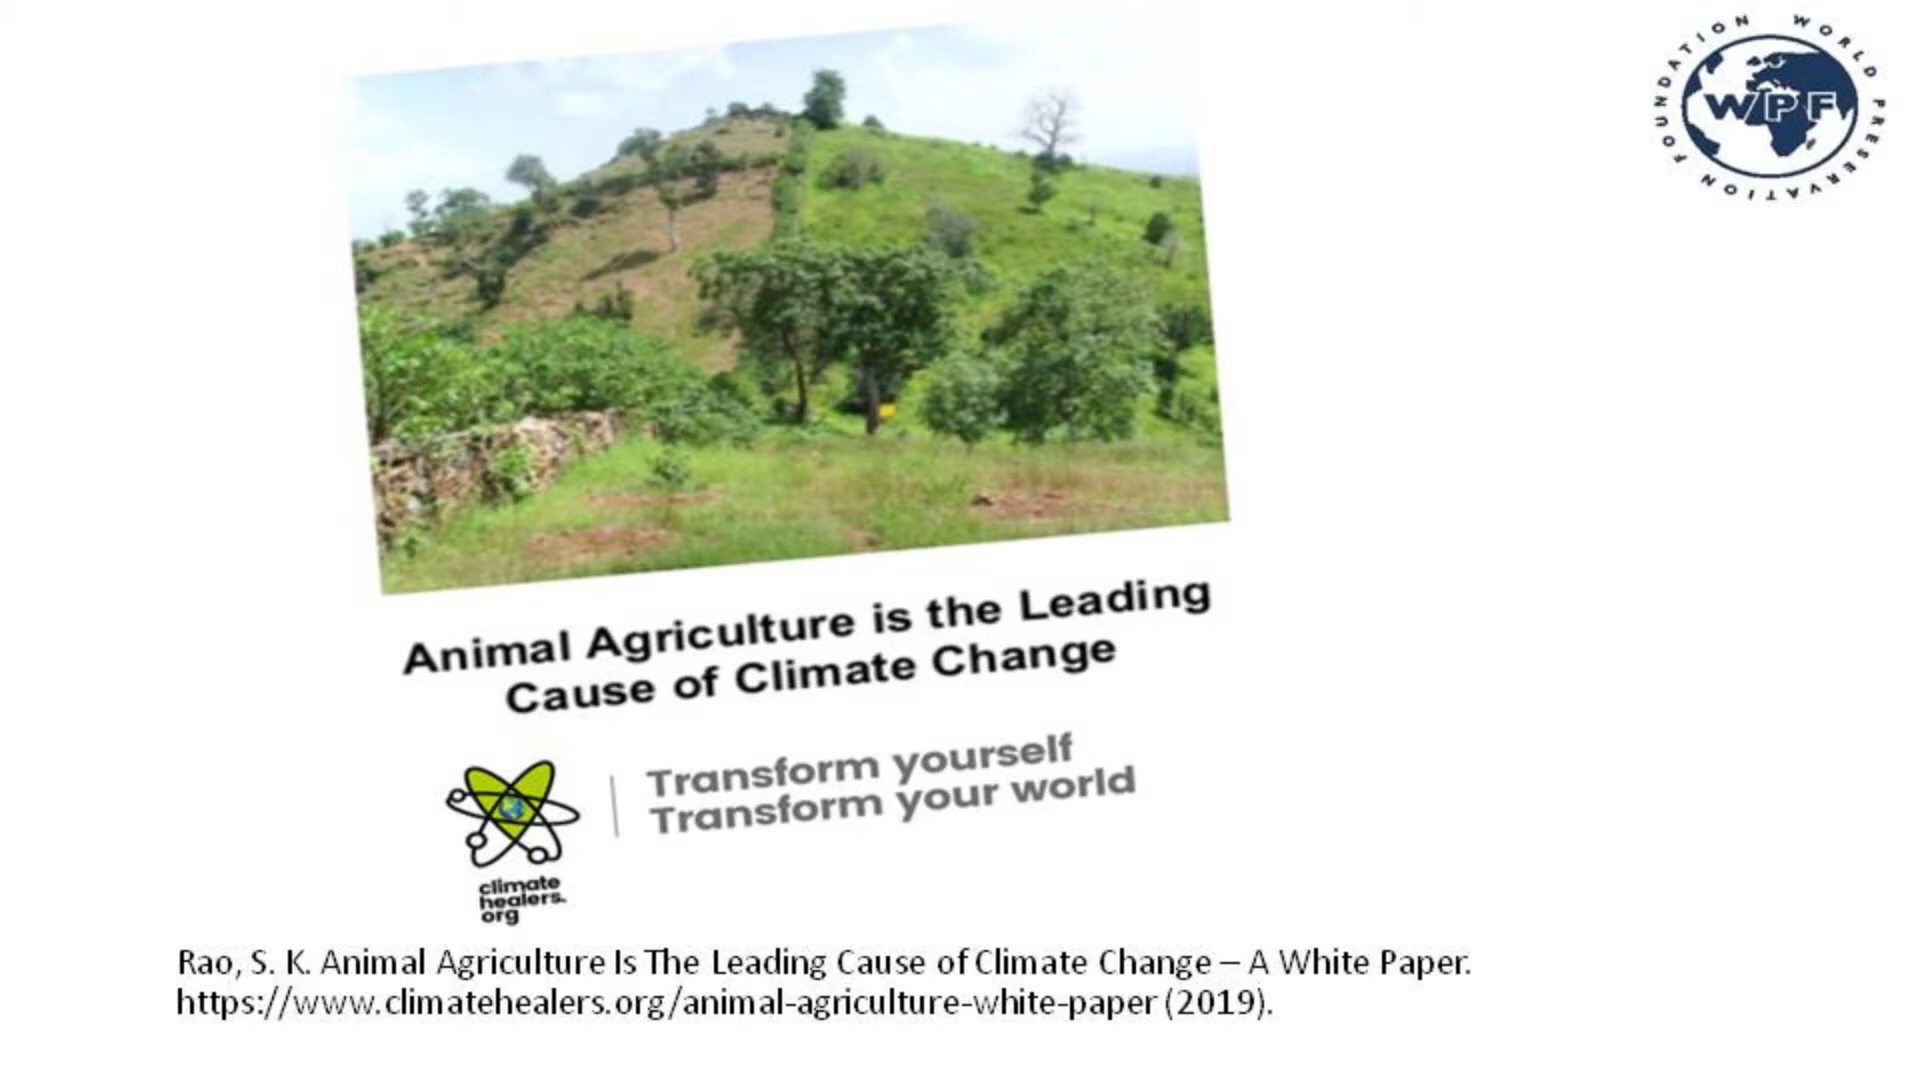 FOUNDATION WORLD PRESERVATION
WPF
Animal Agriculture is the Leading
Cause of Climate Change
Transform yourself
Transform your world
climate
healers.
org
Rao, S. K. Animal Agriculture Is The Leading Cause of Climate Change – A White Paper.
https://www.climatehealers.org/animal-agriculture-white-paper (2019).